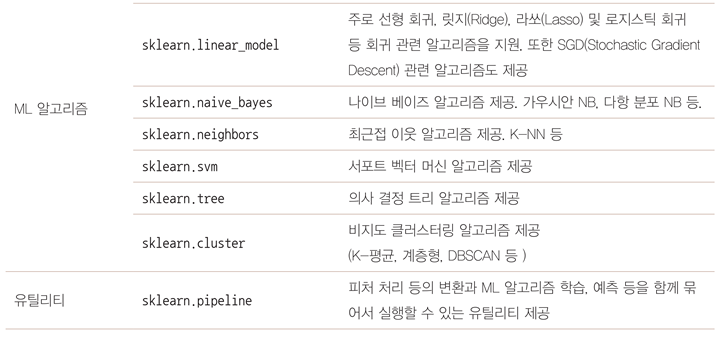 주로 선형 회귀, 릿지(Ridge), 라쏘(Lasso) 및 로지스틱 회귀
sklearn.linear_model
등 회귀 관련 알고리즘을 지원. 또한 SGD(Stochastic Gradient
Descent) 관련 알고리즘도 제공
ML 알고리즘
sklearn.naive_bayes 나이브 베이즈 알고리즘 제공. 가우시안 NB, 다항 분포 NB 등.
sklearn.neighbors 최근접 이웃 알고리즘 제공. K-NN 등
sklearn.svm 서포트 벡터 머신 알고리즘 제공
sklearn.tree 의사 결정 트리 알고리즘 제공
sklearn.cluster
비지도 클러스터링 알고리즘 제공
(K-평균, 계층형, DBSCAN 등 )
유틸리티
sklearn.pipeline
피처 처리 등의 변환과 ML 알고리즘 학습, 예측 등을 함께 묶
어서 실행할 수 있는 유틸리티 제공